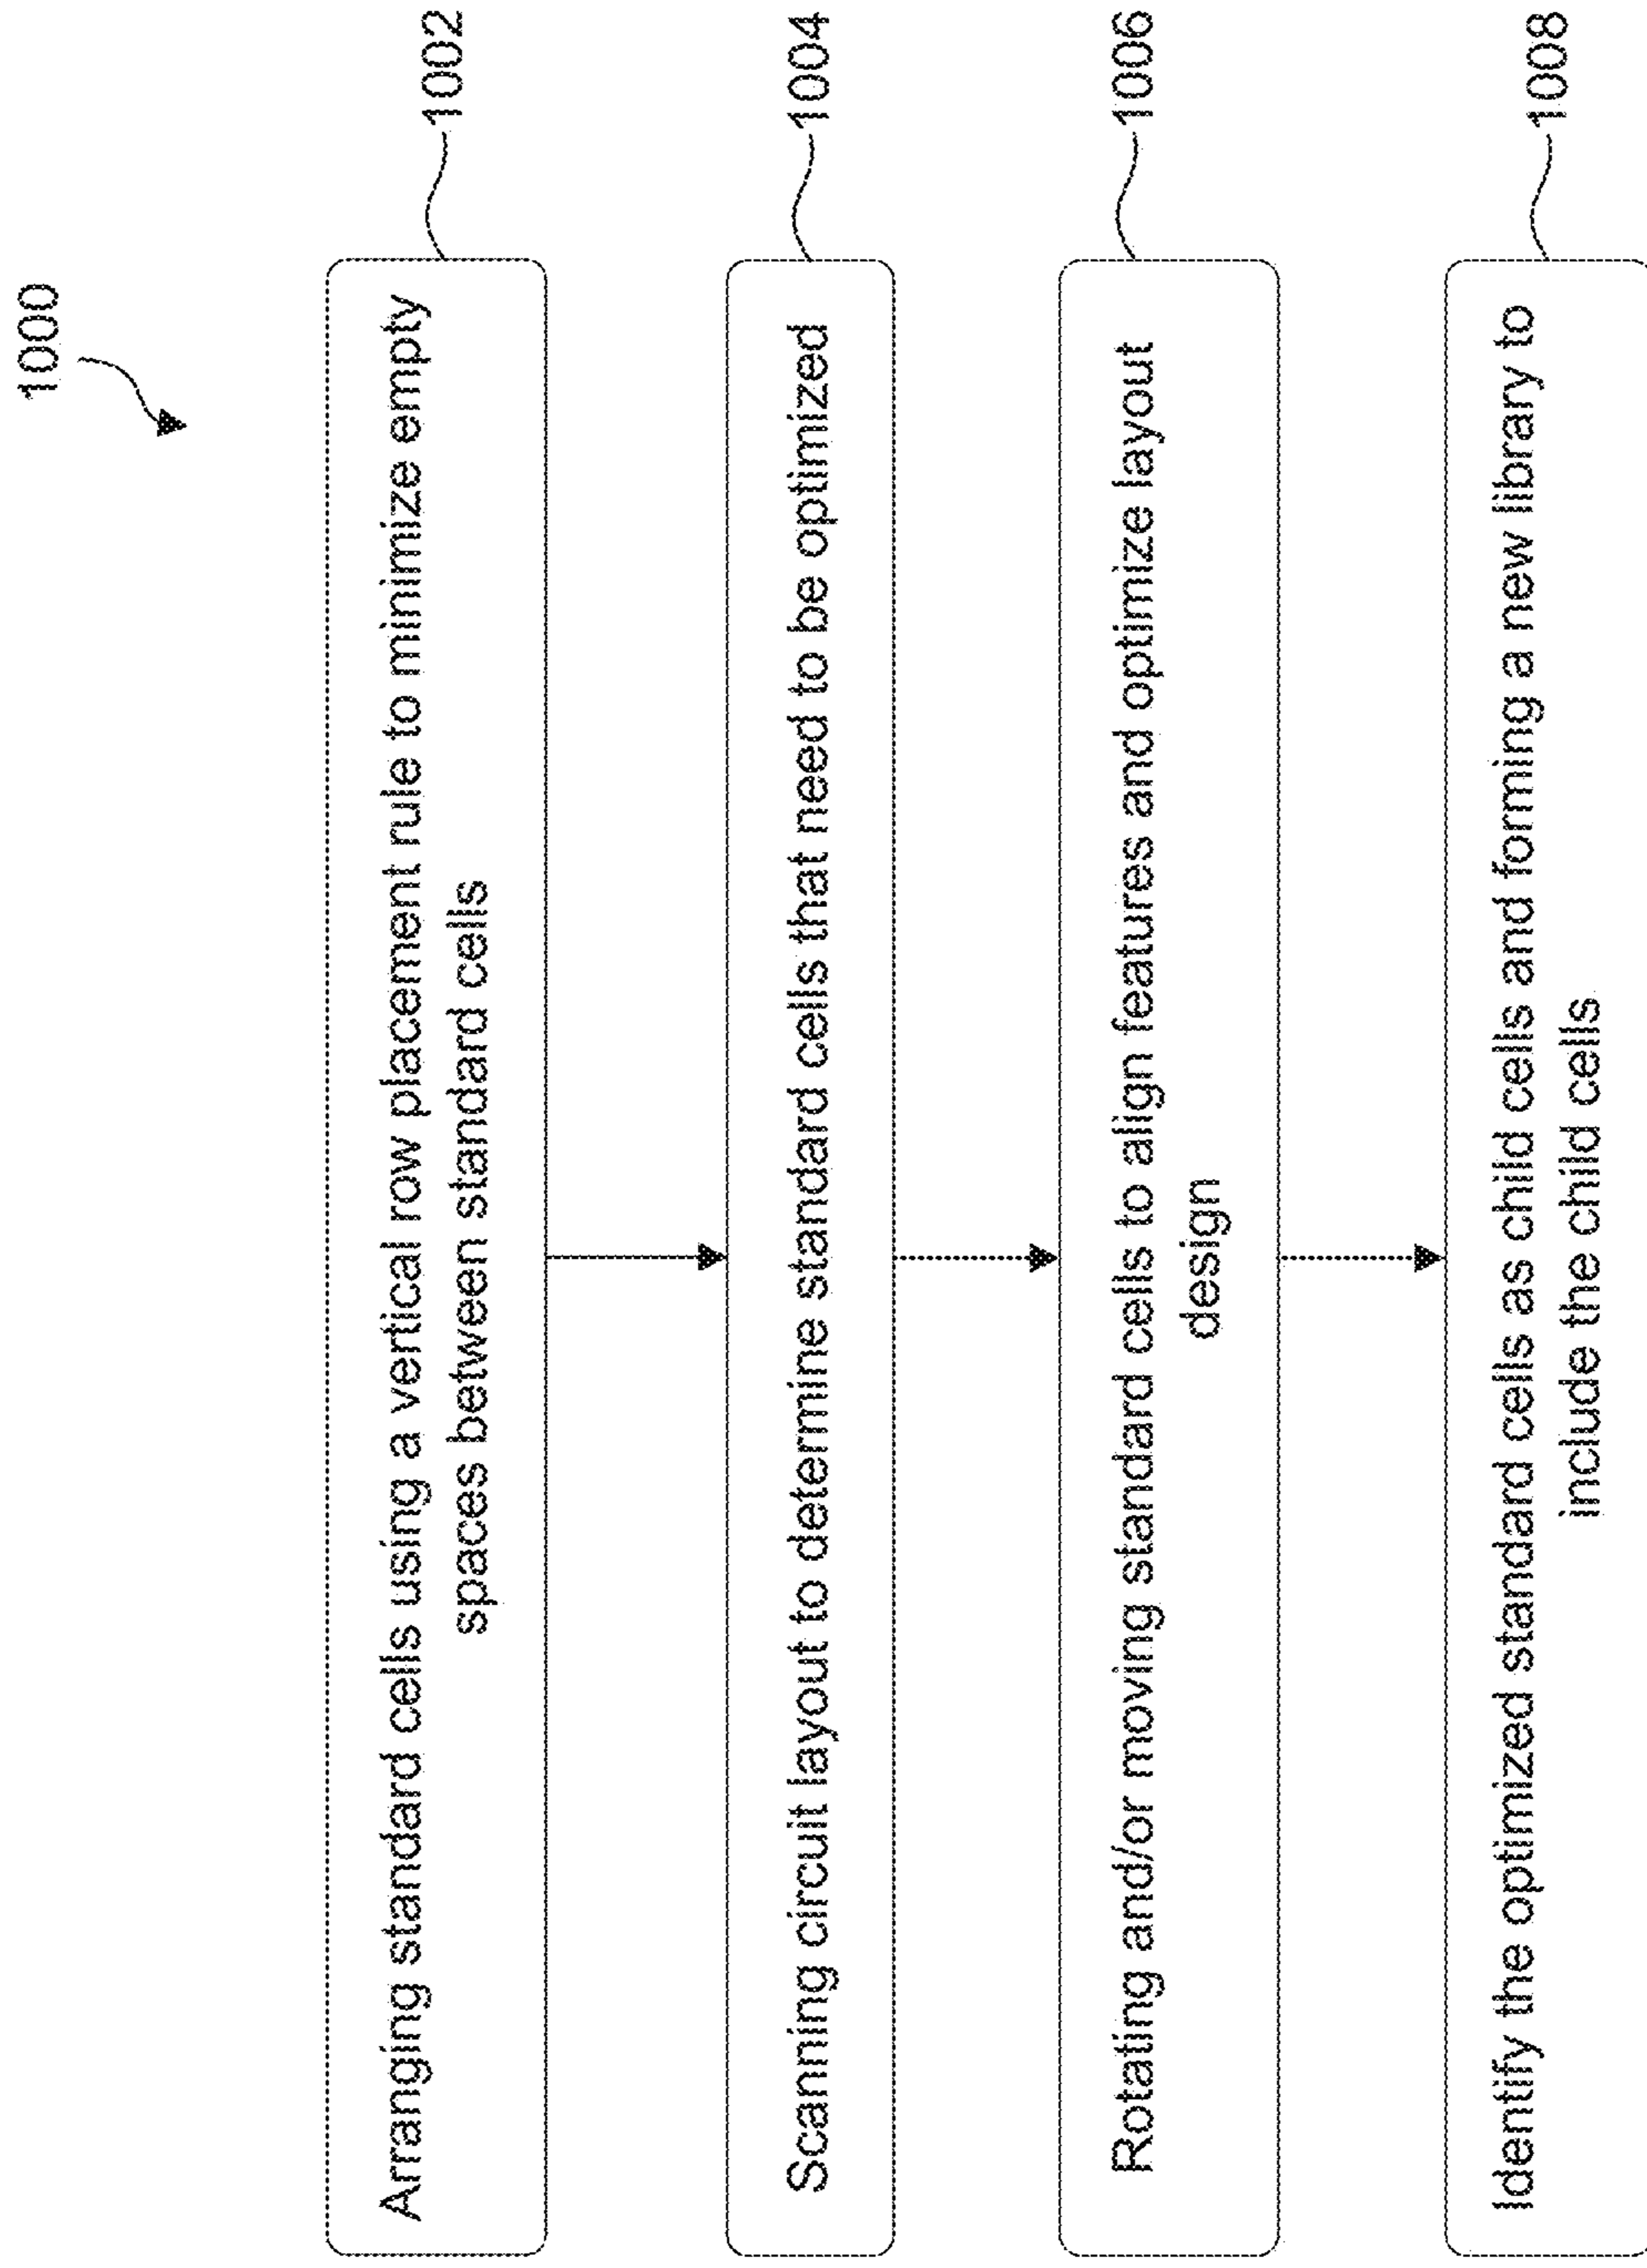 1000
Arranging standard cells using a vertical row placement rule to minimize empty
spaces between standard cells
1002
Scanning circuit layout to determine standard cells that need to be optimized
1004
Rotating and/or moving standard cells to align features and optimize layout
design
1006
Identify the optimized standard cells as child cells and forming a new library to
include the child cells
1008